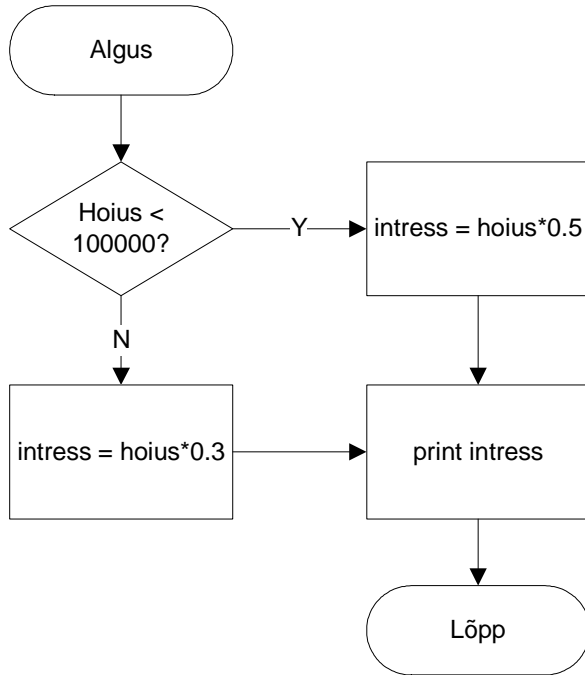 Algus
Hoius <
100000?
Y
intress = hoius*0.5
N
intress = hoius*0.3
print intress
Lõpp